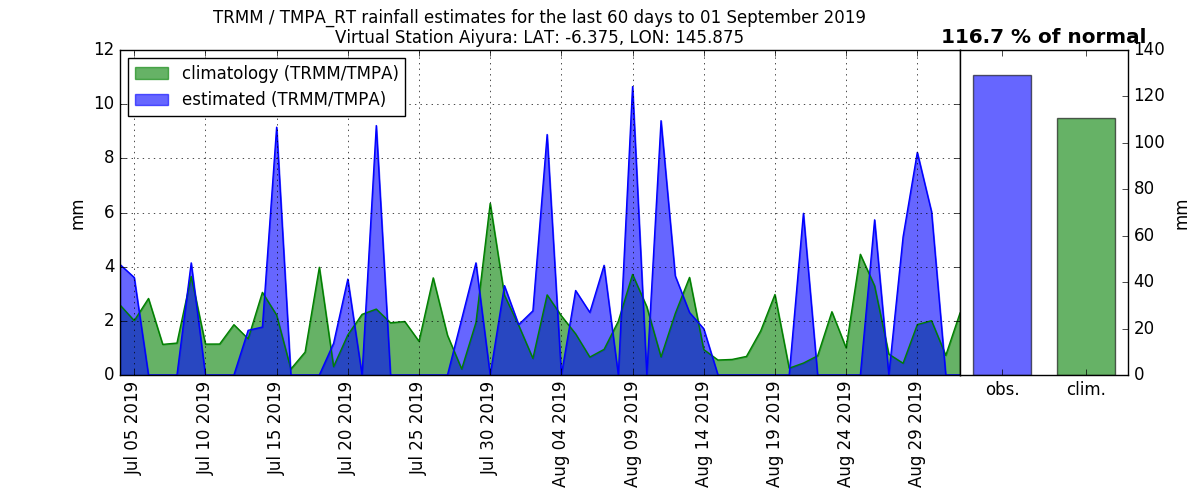 TRMM / TMPA_RT rainfall estimates for the last 60 days to 01 September 2019
Virtual Station Aiyura: LAT: -6.375, LON: 145.875
116.7 % of normal
climatology (TRMM/TMPA)
estimated (TRMM/TMPA)
mm
12
10
8
6
4
2
0
Jul 05 2019
Jul 10 2019
Jul 15 2019
Jul 20 2019
Jul 25 2019
Jul 30 2019
Aug 04 2019
Aug 09 2019
Aug 14 2019
Aug 19 2019
Aug 24 2019
Aug 29 2019
140
120
100
80
60
40
20
0
mm
obs.
clim.